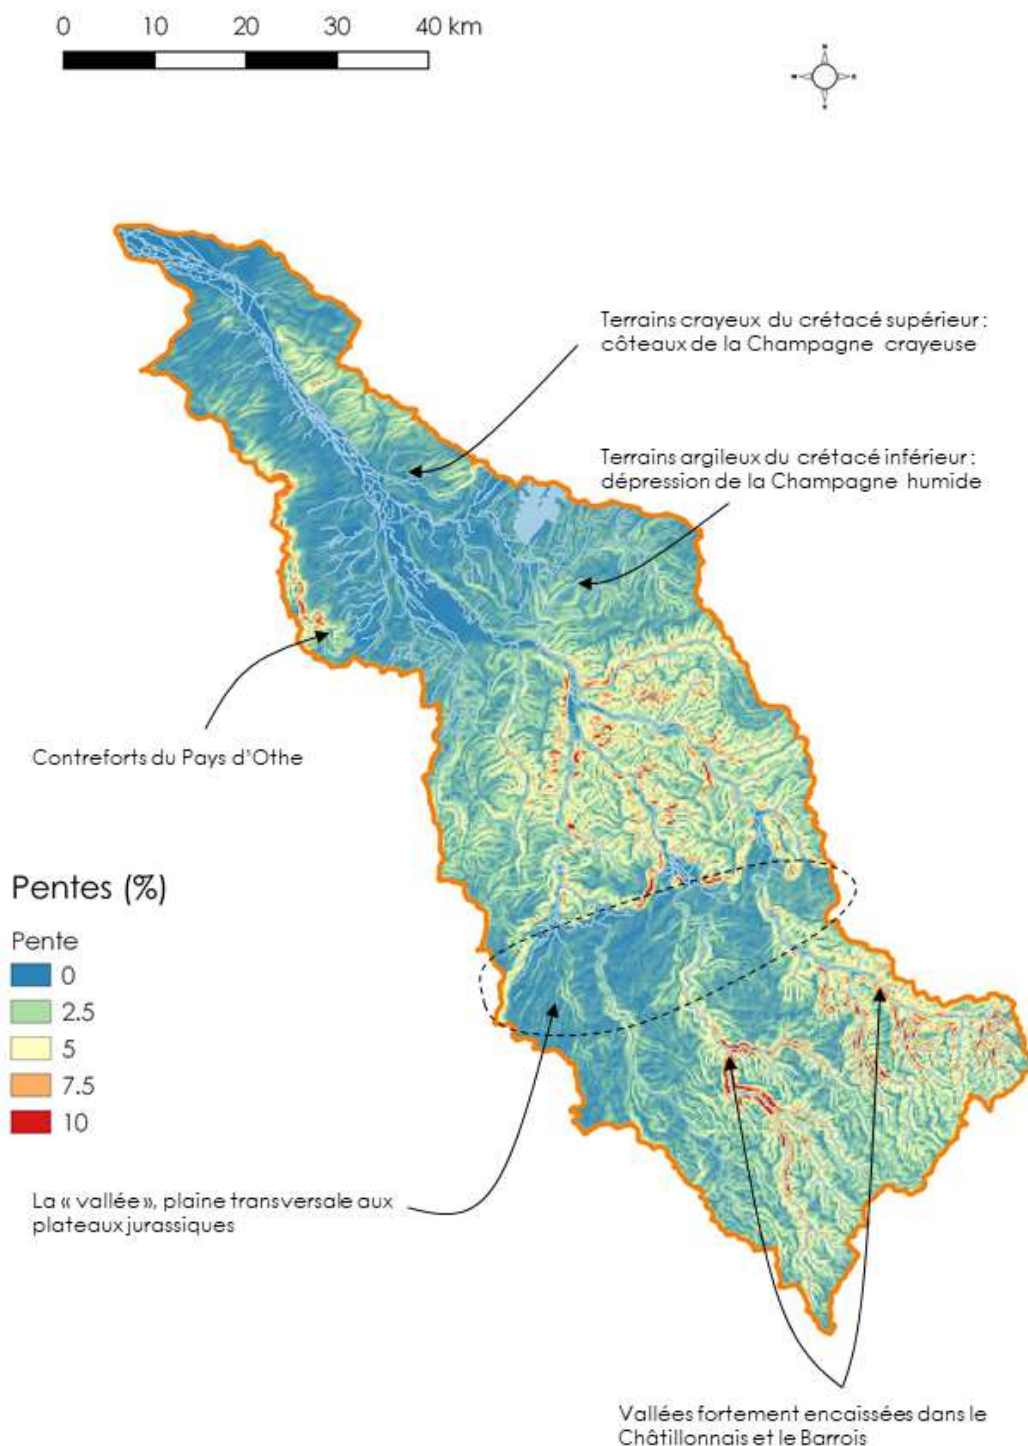 0 10 20 30 40 km
Terrains crayeux du crétacé supérieur :
côteaux de la Champagne crayeuse
Terrains argileux du crétacé inférieur :
dépression de la Champagne humide
Contreforts du Pays d'Othe
Pentes (%)
Pente
0
2.5
5
7.5
10
La « vallée », plaine transversale aux
plateaux jurassiques
Vallées fortement encaissées dans le
Châtillonnais et le Barrois